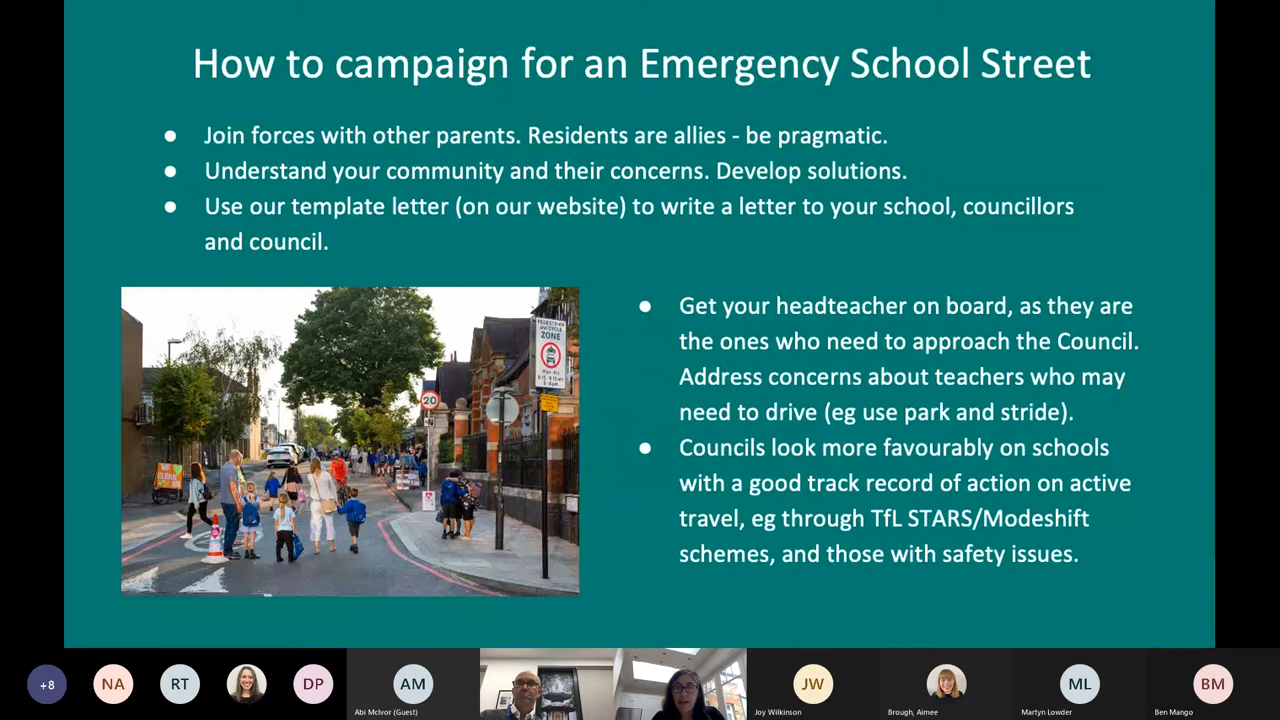 How to campaign for an Emergency School Street
● Join forces with other parents. Residents are allies - be pragmatic.
● Understand your community and their concerns. Develop solutions.
● Use our template letter (on our website) to write a letter to your school, councillors
and council.
PEDESTRIAN
and CYCLE
ZONE
20
● Get your headteacher on board, as they are
the ones who need to approach the Council.
Address concerns about teachers who may
need to drive (eg use park and stride).
● Councils look more favourably on schools
with a good track record of action on active
travel, eg through TfL STARS/Modeshift
schemes, and those with safety issues.
+8
NA
RT
DP
AM
Abi McIvor (Guest)
JW
Joy Wilkinson
Brough, Aimee
ML
Martyn Lowder
BM
Ben Mango